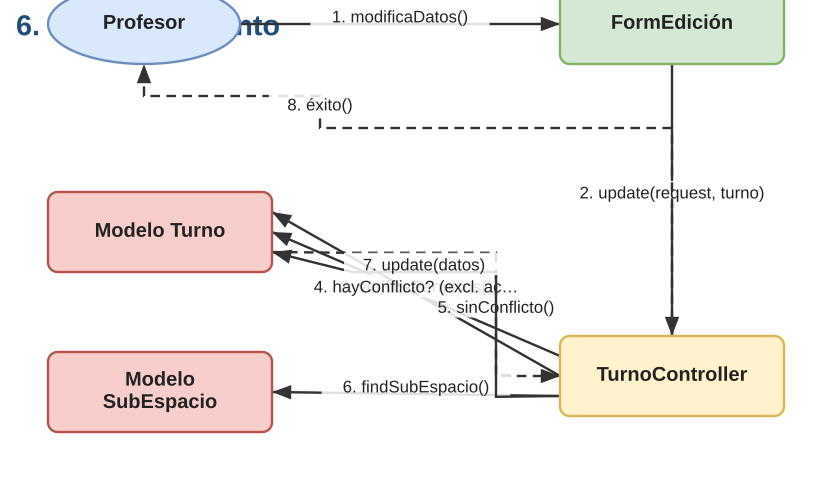 6.
Profesor
nto
1. modificaDatos()
FormEdición
8. éxito()
2. update(request, turno)
Modelo Turno
7. update(datos)
4. hayConflicto? (excl. ac…
5. sinConflicto()
Modelo
SubEspacio
6. findSubEspacio()
TurnoController